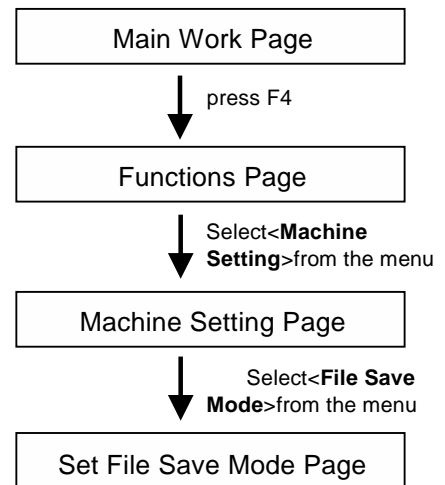 Main Work Page
press F4
Functions Page
Select<Machine
Setting>from the menu
Machine Setting Page
Select<File Save
Mode>from the menu
Set File Save Mode Page